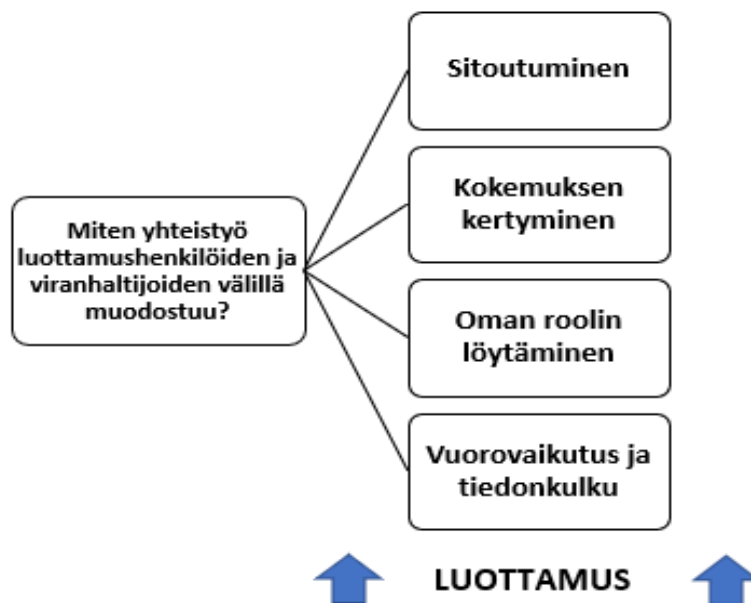 Miten yhteistyö
luottamushenkilöiden ja
viranhaltijoiden välillä
muodostuu?
Sitoutuminen
Kokemuksen
kertyminen
Oman roolin
löytäminen
Vuorovaikutus ja
tiedonkulku
LUOTTAMUS